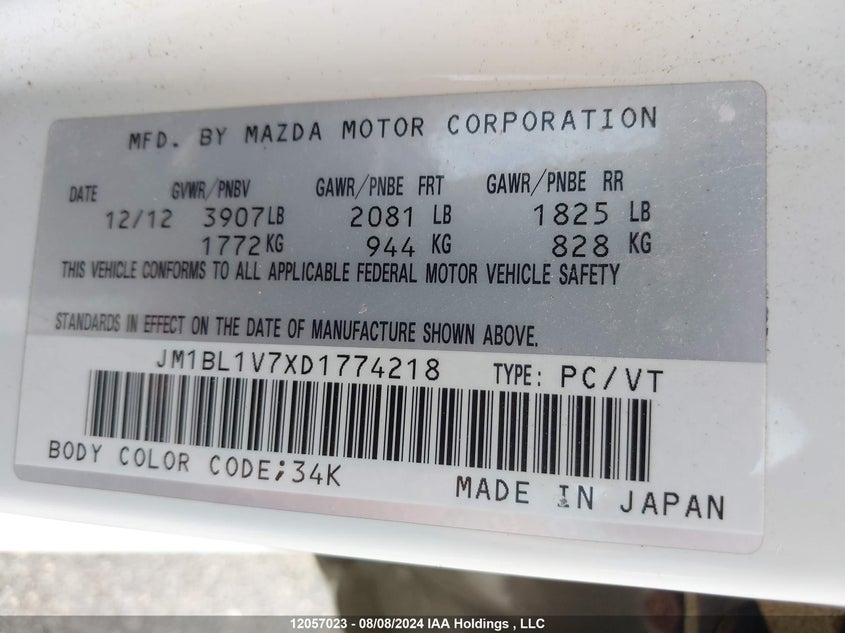 MFD. BY MAZDA MOTOR CORPORATION
DATE GVWR/PNBV GAWR/PNBE FRT GAWR/PNBE RR
12/12 3907LB 2081 LB 1825 LB
1772KG 944 KG 828 KG
THIS VEHICLE CONFORMS TO ALL APPLICABLE FEDERAL MOTOR VEHICLE SAFETY
STANDARDS IN EFFECT ON THE DATE OF MANUFACTURE SHOWN ABOVE.
JM1BL1V7XD1774218 TYPE: PC/VT
BODY COLOR CODE;34K
MADE IN JAPAN
12057023 - 08/08/2024 IAA Holdings , LLC